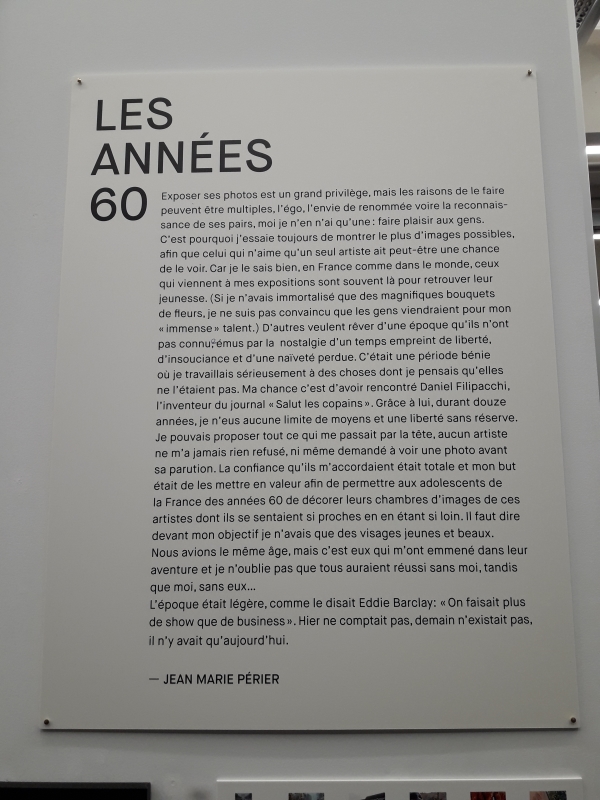 LES
ANNÉES
60
Exposer ses photos est un grand privilège, mais les raisons de le faire
peuvent être multiples, l'égo, l'envie de renommée voire la reconnais-
sance de ses pairs, moi je n'en n'ai qu'une : faire plaisir aux gens.
C'est pourquoi j'essaie toujours de montrer le plus d'images possibles,
afin que celui qui n'aime qu'un seul artiste ait peut-être une chance
de le voir. Car je le sais bien, en France comme dans le monde, ceux
qui viennent à mes expositions sont souvent là pour retrouver leur
jeunesse. (Si je n'avais immortalisé que des magnifiques bouquets
de fleurs, je ne suis pas convaincu que les gens viendraient pour mon
« immense » talent.) D'autres veulent rêver d'une époque qu'ils n'ont
pas connu, émus par la nostalgie d'un temps empreint de liberté,
d'insouciance et d'une naïveté perdue. C'était une période bénie
où je travaillais sérieusement à des choses dont je pensais qu'elles
ne l'étaient pas. Ma chance c'est d'avoir rencontré Daniel Filipacchi,
l'inventeur du journal « Salut les copains ». Grâce à lui, durant douze
années, je n'eus aucune limite de moyens et une liberté sans réserve.
Je pouvais proposer tout ce qui me passait par la tête, aucun artiste
ne m'a jamais rien refusé, ni même demandé à voir une photo avant
sa parution. La confiance qu'ils m'accordaient était totale et mon but
était de les mettre en valeur afin de permettre aux adolescents de
la France des années 60 de décorer leurs chambres d'images de ces
artistes dont ils se sentaient si proches en en étant si loin. Il faut dire
devant mon objectif je n'avais que des visages jeunes et beaux.
Nous avions le même âge, mais c'est eux qui m'ont emmené dans leur
aventure et je n'oublie pas que tous auraient réussi sans moi, tandis
que moi, sans eux...
L'époque était légère, comme le disait Eddie Barclay: « On faisait plus
de show que de business ». Hier ne comptait pas, demain n'existait pas,
il n'y avait qu'aujourd'hui.
— JEAN MARIE PÉRIER